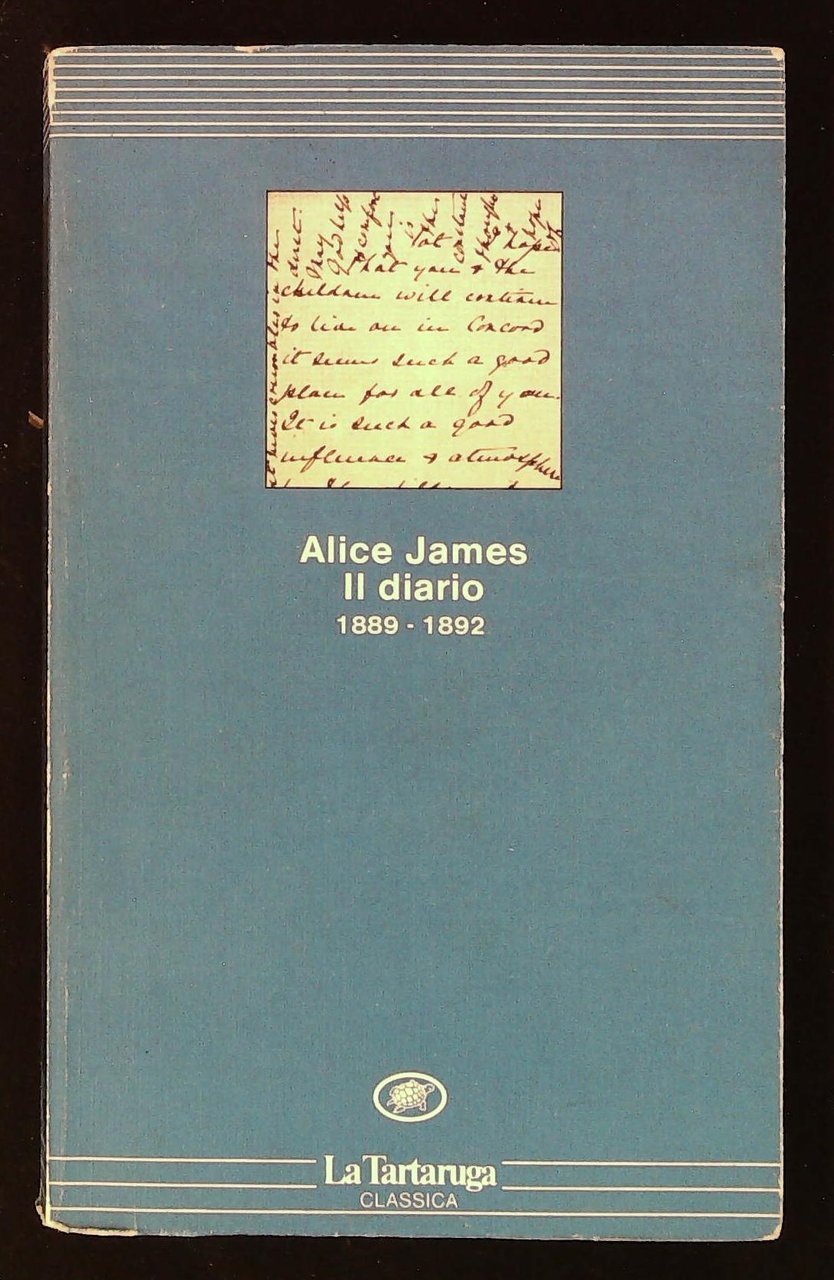 that you & the
children will continue
to live on in Concord
it seems such a good
place for all of you.
It is such a good
influence & atmosphere
Alice James
Il diario
1889 - 1892
La Tartaruga
CLASSICA